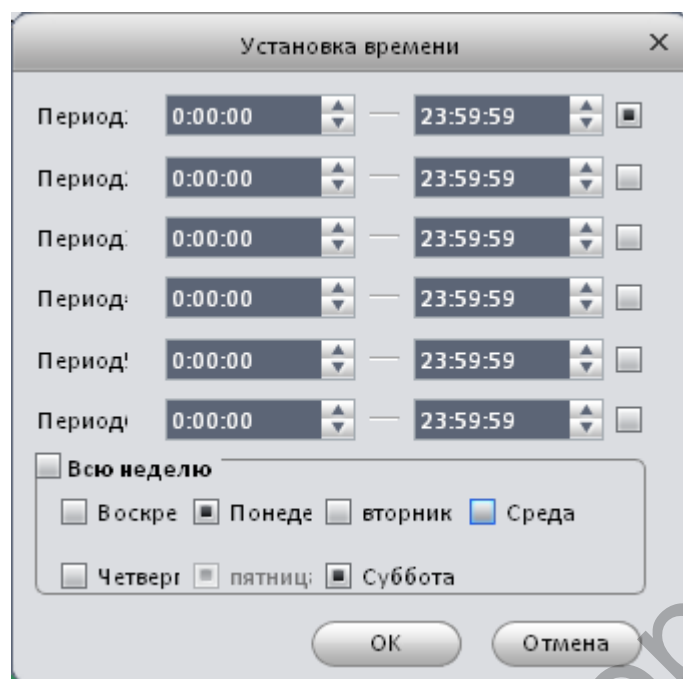 Установка времени
Период 0:00:00 — 23:59:59
Период 0:00:00 — 23:59:59
Период 0:00:00 — 23:59:59
Период 0:00:00 — 23:59:59
Период 0:00:00 — 23:59:59
Период 0:00:00 — 23:59:59
Всю неделю
Воскре Понеде вторник Среда
Четверг пятниц Суббота
ОК Отмена